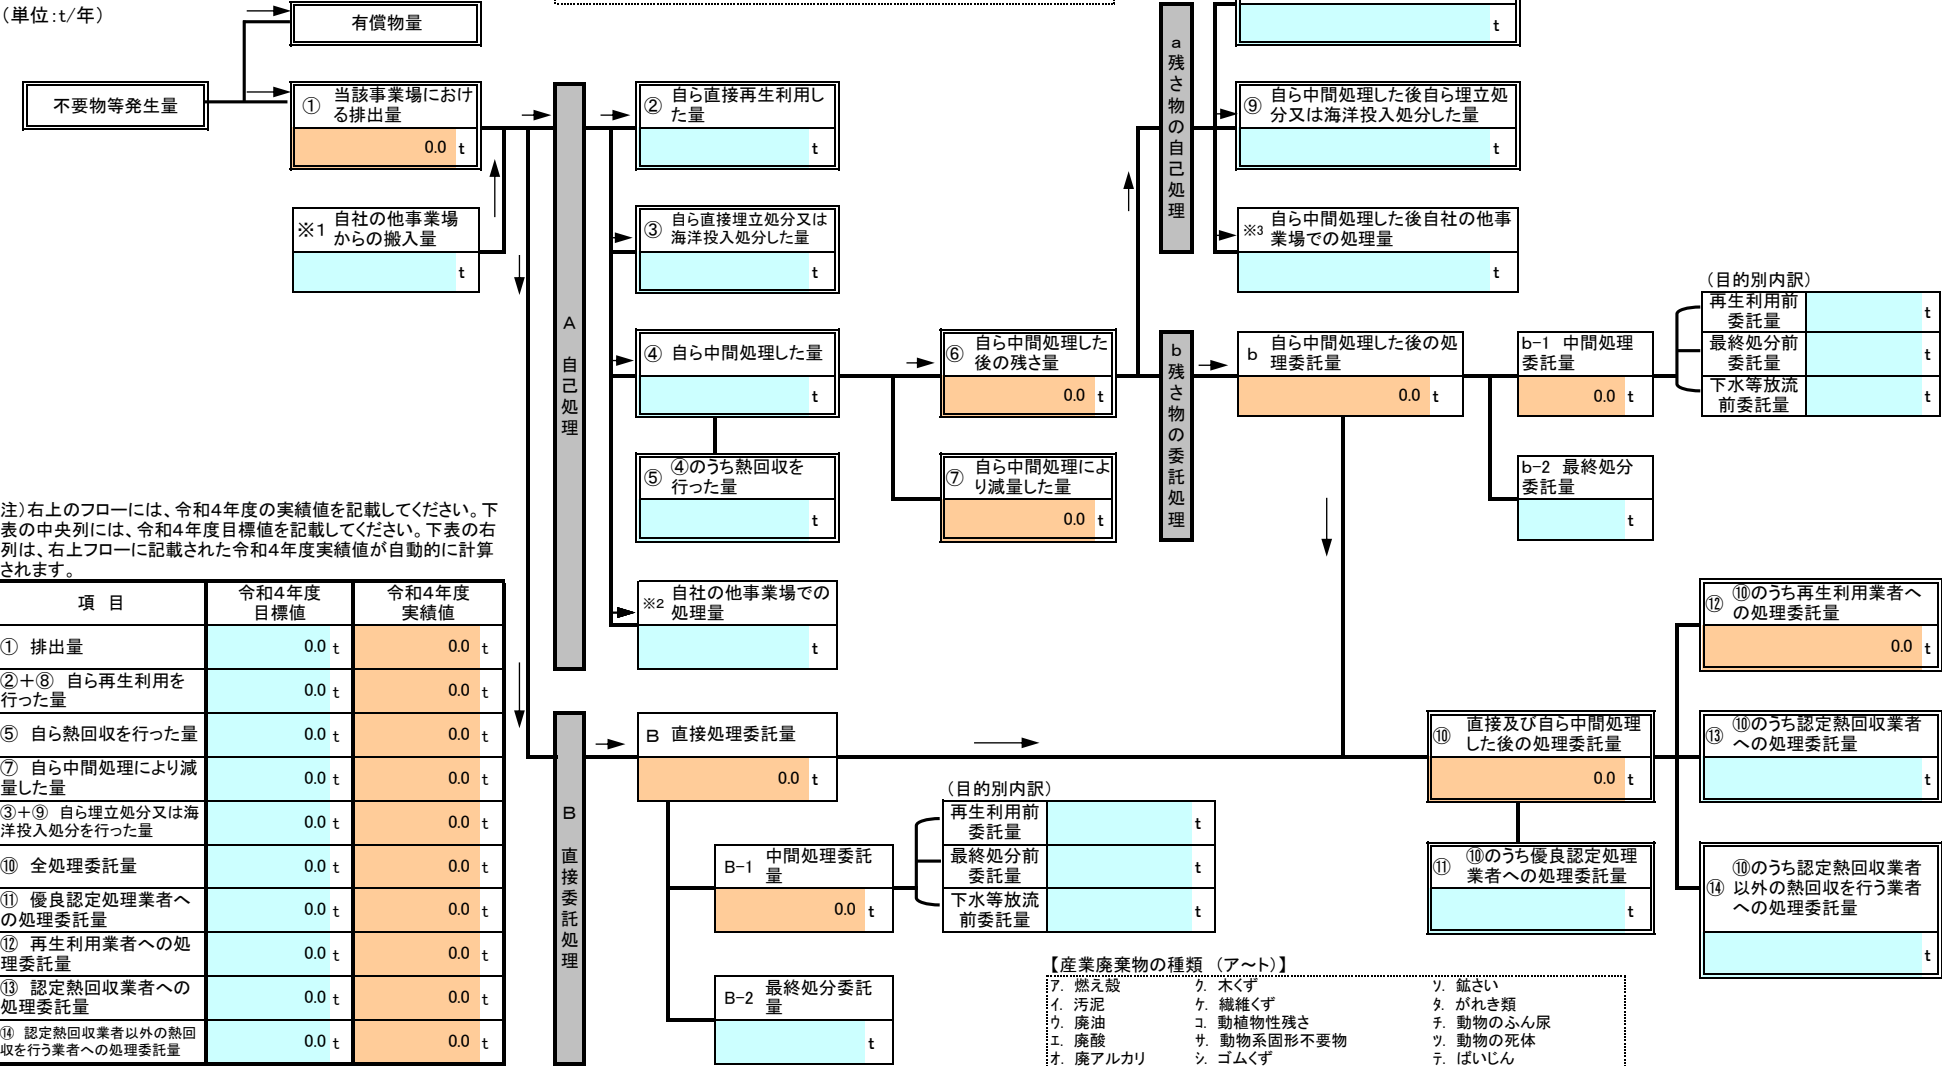 （単位：t/年）
有償物量
t
不要物等発生量
① 当該事業場におけ
る排出量
0.0 t
※1 自社の他事業場
からの搬入量
t
A 自己処理
② 自ら直接再生利用し
た量
t
③ 自ら直接埋立処分又は
海洋投入処分した量
t
④ 自ら中間処理した量
t
⑤ ④のうち熱回収を
行った量
t
※2 自社の他事業場での
処理量
t
⑥ 自ら中間処理した
後の残さ量
0.0 t
⑦ 自ら中間処理によ
り減量した量
0.0 t
a残さ物の自己処理
⑨ 自ら中間処理した後自ら埋立処
分又は海洋投入処分した量
t
※3 自ら中間処理した後自社の他事
業場での処理量
t
b残さ物の委託処理
b 自ら中間処理した後の処
理委託量
0.0 t
b-1 中間処理
委託量
0.0 t
（目的別内訳）
再生利用前
委託量
t
最終処分前
委託量
t
下水等放流
前委託量
t
b-2 最終処分
委託量
t
注）右上のフローには、令和４年度の実績値を記載してください。下
表の中央列には、令和４年度目標値を記載してください。下表の右
列は、右上フローに記載された令和４年度実績値が自動的に計算
されます。
項 目
令和４年度
目標値
令和４年度
実績値
① 排出量
0.0 t 0.0 t
②＋⑧ 自ら再生利用を
行った量
0.0 t 0.0 t
⑤ 自ら熱回収を行った量
0.0 t 0.0 t
⑦ 自ら中間処理により減
量した量
0.0 t 0.0 t
③＋⑨ 自ら埋立処分又は海
洋投入処分を行った量
0.0 t 0.0 t
⑩ 全処理委託量
0.0 t 0.0 t
⑪ 優良認定処理業者へ
の処理委託量
0.0 t 0.0 t
⑫ 再生利用業者への処
理委託量
0.0 t 0.0 t
⑬ 認定熱回収業者への
処理委託量
0.0 t 0.0 t
⑭ 認定熱回収業者以外の熱回
収を行う業者への処理委託量
0.0 t 0.0 t
B 直接委託処理
B 直接処理委託量
0.0 t
B-1 中間処理委託
量
0.0 t
（目的別内訳）
再生利用前
委託量
t
最終処分前
委託量
t
下水等放流
前委託量
t
B-2 最終処分委託
量
t
⑩ 直接及び自ら中間処理
した後の処理委託量
0.0 t
⑪ ⑩のうち優良認定処理
業者への処理委託量
t
⑫ ⑩のうち再生利用業者へ
の処理委託量
0.0 t
⑬ ⑩のうち認定熱回収業者
への処理委託量
t
⑭ ⑩のうち認定熱回収業者
以外の熱回収を行う業者
への処理委託量
t
【産業廃棄物の種類 （ア～ト）】
ア. 燃え殻 ク. 木くず ソ. 鉱さい
イ. 汚泥 ケ. 繊維くず タ. がれき類
ウ. 廃油 コ. 動植物性残さ チ. 動物のふん尿
エ. 廃酸 サ. 動物系固形不要物 ツ. 動物の死体
オ. 廃アルカリ シ. ゴムくず テ. ばいじん